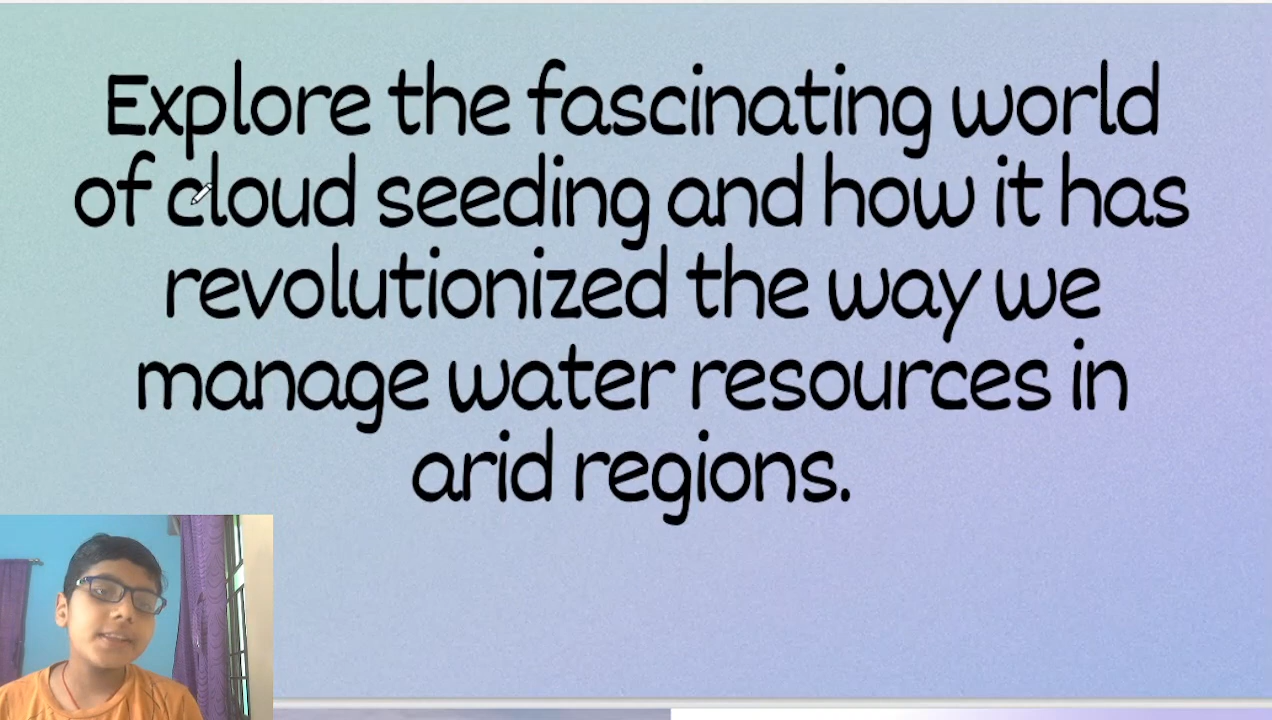 Explore the fascinating world
of cloud seeding and how it has
revolutionized the way we
manage water resources in
arid regions.